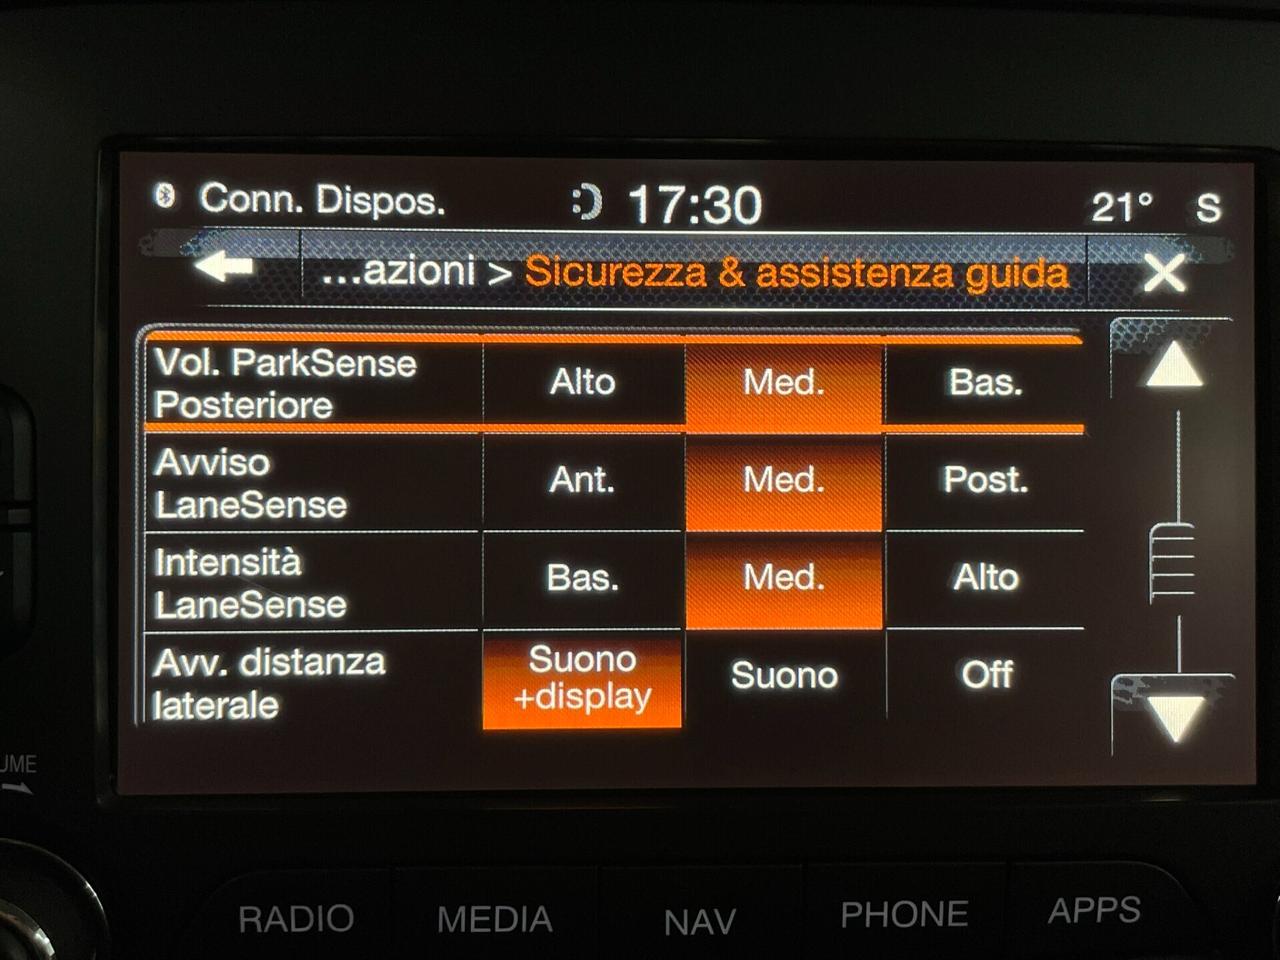 Conn. Dispos. 17:30 21° S
...azioni > Sicurezza & assistenza guida
Vol. ParkSense
Posteriore
Alto Med. Bas.
Avviso
LaneSense
Ant. Med. Post.
Intensità
LaneSense
Bas. Med. Alto
Avv. distanza
laterale
Suono
+display
Suono Off
UME
RADIO MEDIA NAV PHONE APPS